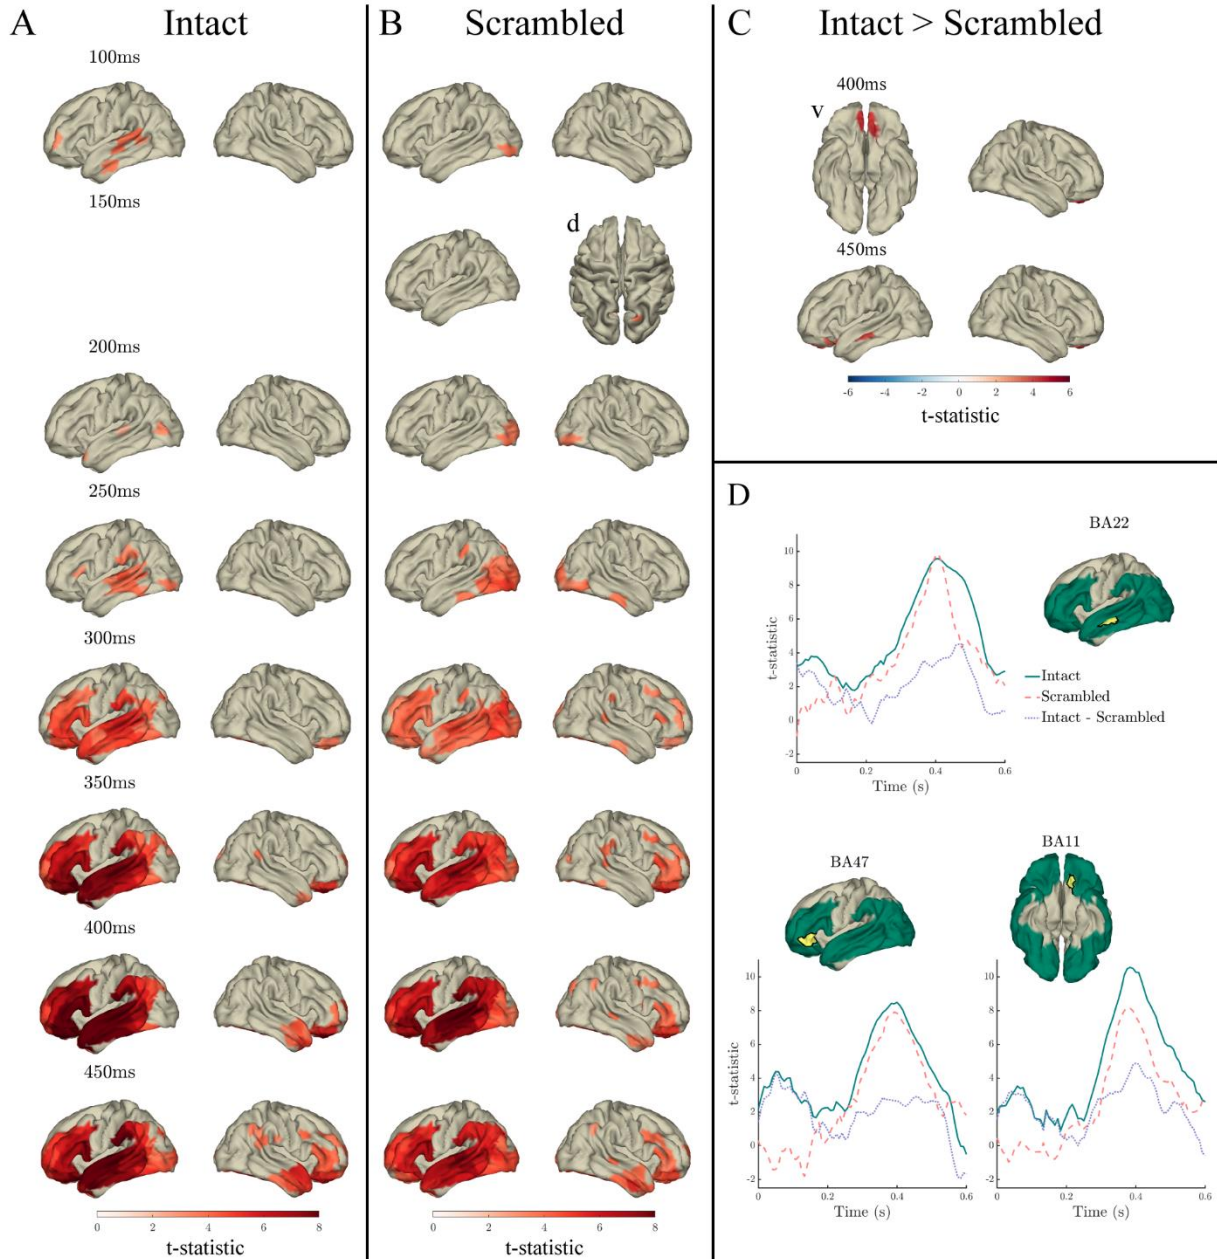 A Intact
100ms
150ms
200ms
250ms
300ms
350ms
400ms
450ms
0 2 4 6 8
t-statistic
B Scrambled
d
0 2 4 6 8
t-statistic
C Intact > Scrambled
400ms
v
450ms
-6 -4 -2 0 2 4 6
t-statistic
D
BA22
10
8
6
4
2
0
-2
t-statistic
0 0.2 0.4 0.6
Time (s)
Intact
Scrambled
Intact - Scrambled
BA47
10
8
6
4
2
0
-2
t-statistic
0 0.2 0.4 0.6
Time (s)
BA11
10
8
6
4
2
0
-2
t-statistic
0 0.2 0.4 0.6
Time (s)